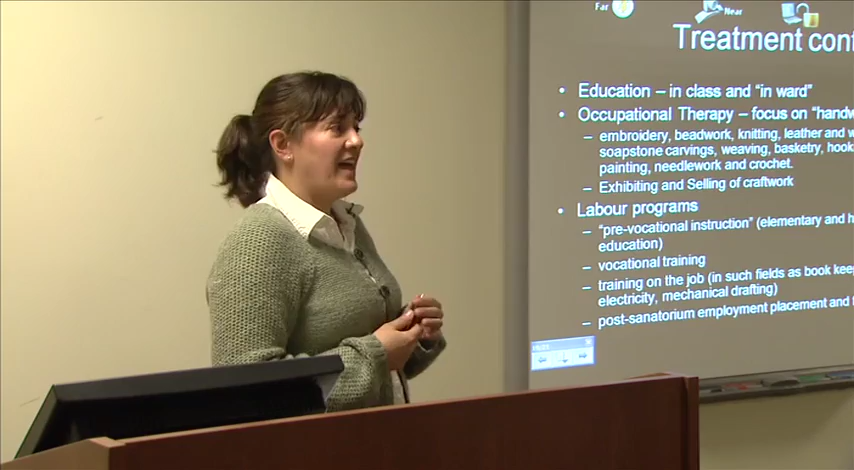 Far
Near
Treatment cont
• Education – in class and "in ward"
• Occupational Therapy – focus on "handw
– embroidery, beadwork, knitting, leather and w
soapstone carvings, weaving, basketry, hook
painting, needlework and crochet.
– Exhibiting and Selling of craftwork
• Labour programs
– "pre-vocational instruction" (elementary and h
education)
– vocational training
– training on the job (in such fields as book keep
electricity, mechanical drafting)
– post-sanatorium employment placement and